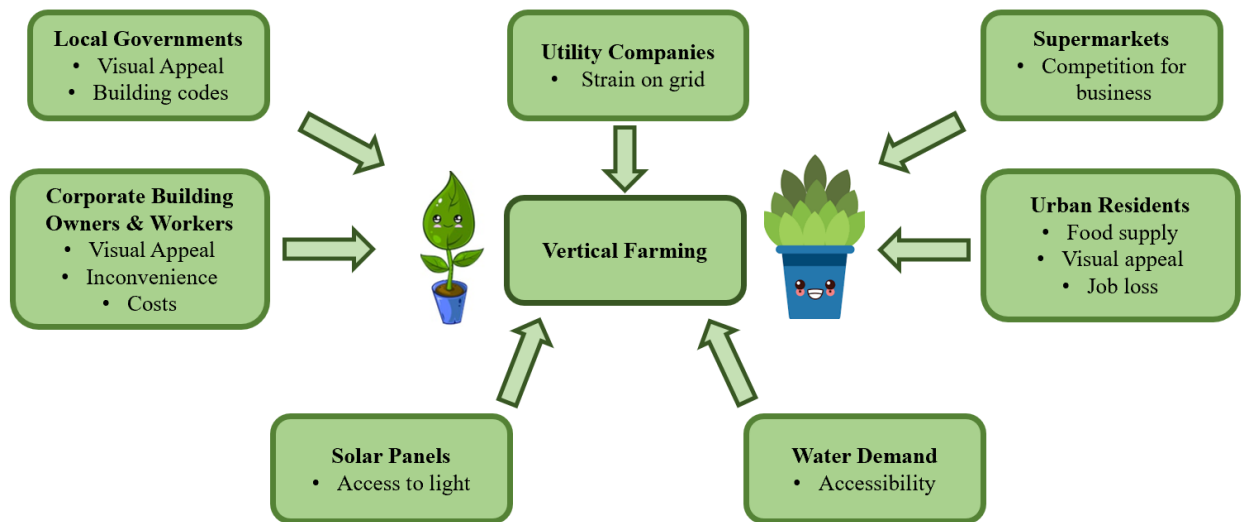 Local Governments
• Visual Appeal
• Building codes
Utility Companies
• Strain on grid
Supermarkets
• Competition for
business
Corporate Building
Owners & Workers
• Visual Appeal
• Inconvenience
• Costs
Vertical Farming
Urban Residents
• Food supply
• Visual appeal
• Job loss
Solar Panels
• Access to light
Water Demand
• Accessibility